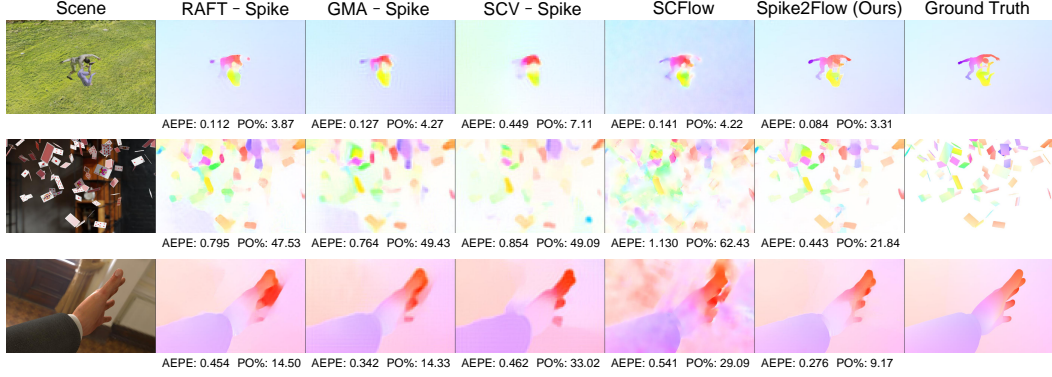 Scene RAFT – Spike GMA – Spike SCV – Spike SCFlow Spike2Flow (Ours) Ground Truth
AEPE: 0.112 PO%: 3.87 AEPE: 0.127 PO%: 4.27 AEPE: 0.449 PO%: 7.11 AEPE: 0.141 PO%: 4.22 AEPE: 0.084 PO%: 3.31
AEPE: 0.795 PO%: 47.53 AEPE: 0.764 PO%: 49.43 AEPE: 0.854 PO%: 49.09 AEPE: 1.130 PO%: 62.43 AEPE: 0.443 PO%: 21.84
AEPE: 0.454 PO%: 14.50 AEPE: 0.342 PO%: 14.33 AEPE: 0.462 PO%: 33.02 AEPE: 0.541 PO%: 29.09 AEPE: 0.276 PO%: 9.17